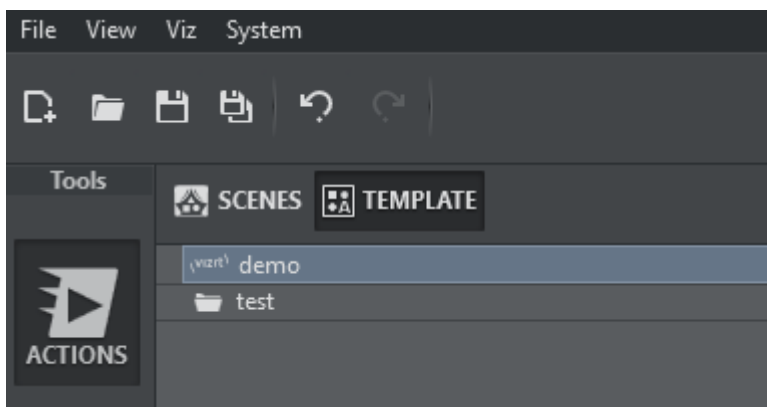 File View Viz System
Tools
SCENES A TEMPLATE
vizrt demo
test
ACTIONS